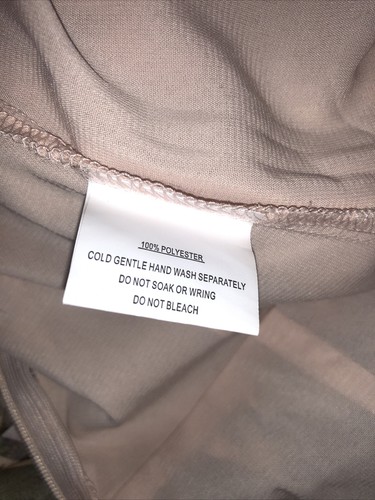 100% POLYESTER
COLD GENTLE HAND WASH SEPARATELY
DO NOT SOAK OR WRING
DO NOT BLEACH